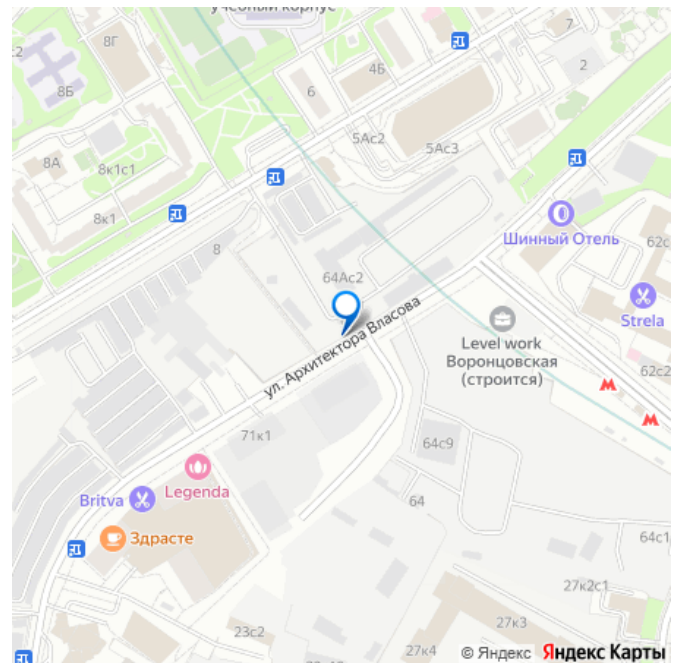 учебный корпус
8Г
8Б
8А
8к1с1
8к1
6
4Б
7
2
5Ас2
5Ас3
8
64Ас2
Шинный Отель
62с
Strela
62с2
ул. Архитектора Власова
Level work
Воронцовская
(строится)
71к1
Legenda
Britva
Здрасте
64с9
64
64с1
27к2с1
27к3
27к4
23с2
© Яндекс Яндекс Карты